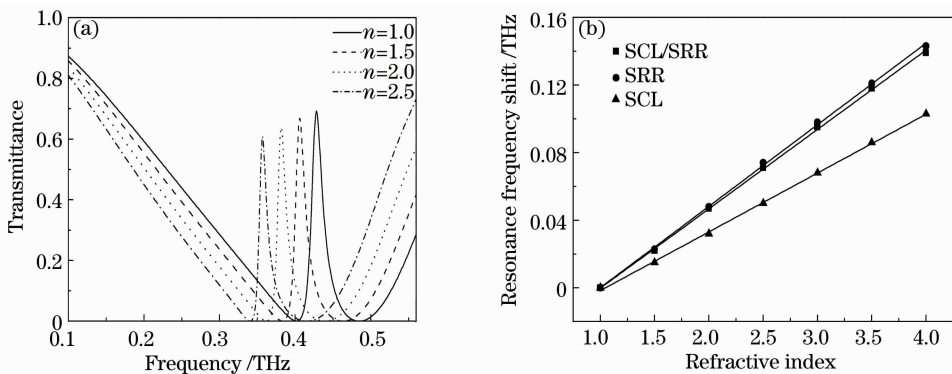 (a)
n=1.0
n=1.5
n=2.0
n=2.5
1.0
0.8
0.6
0.4
0.2
0
Transmittance
0.1
0.2
0.3
0.4
0.5
Frequency /THz
(b)
SCL/SRR
SRR
SCL
0.16
0.12
0.08
0.04
0
Resonance frequency shift /THz
1.0
1.5
2.0
2.5
3.0
3.5
4.0
Refractive index